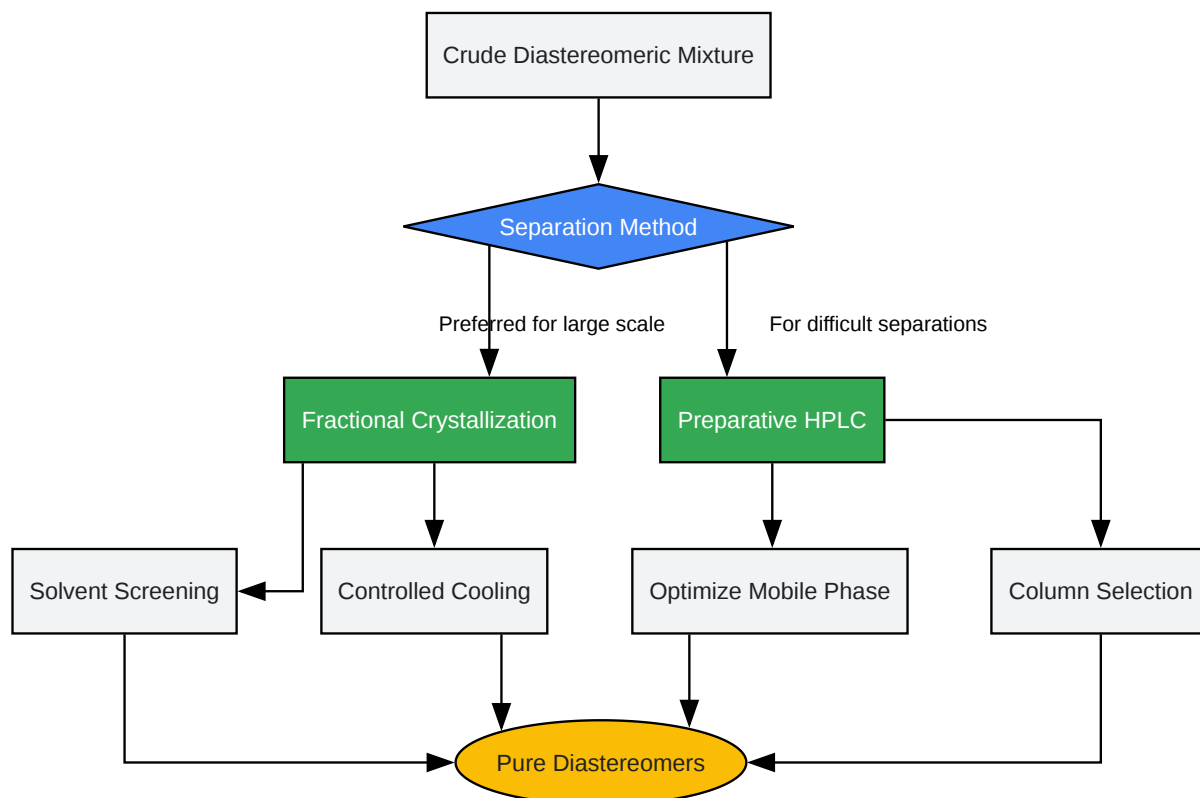 Crude Diastereomeric Mixture
Separation Method
Preferred for large scale
For difficult separations
Fractional Crystallization
Preparative HPLC
Solvent Screening
Controlled Cooling
Optimize Mobile Phase
Column Selection
Pure Diastereomers